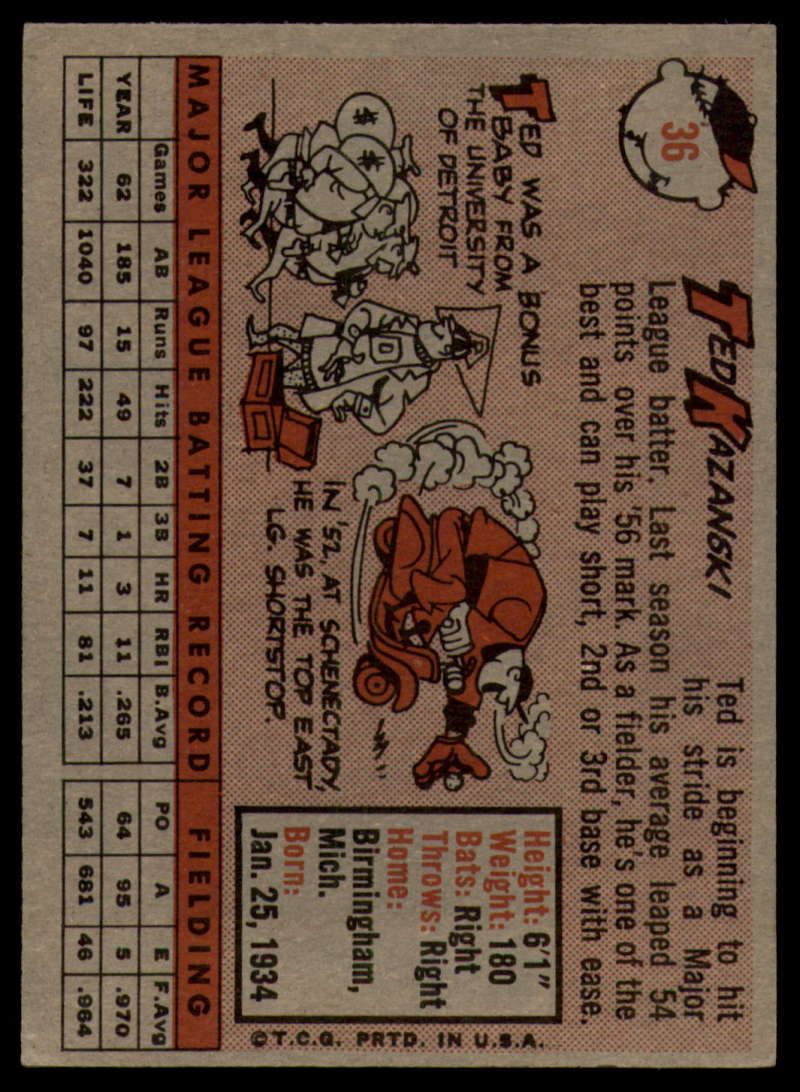 36
TED KAZANSKI
Ted is beginning to hit
his stride as a Major
League batter. Last season his average leaped 54
points over his '56 mark. As a fielder, he's one of the
best and can play short, 2nd or 3rd base with ease.
TED WAS A BONUS
BABY FROM
THE UNIVERSITY
OF DETROIT
$
$
D
IN '52, AT SCHENECTADY,
HE WAS THE TOP EAST
LG. SHORTSTOP.
Height: 6'1"
Weight: 180
Bats: Right
Throws: Right
Home:
Birmingham,
Mich.
Born:
Jan. 25, 1934
©T.C.G. PRTD. IN U.S.A.
MAJOR LEAGUE BATTING RECORD FIELDING
Games AB Runs Hits 2B 3B HR RBI B.Avg PO A E F.Avg
YEAR 62 185 15 49 7 1 3 11 .265 64 95 5 .970
LIFE 322 1040 97 222 37 7 11 81 .213 543 681 46 .964